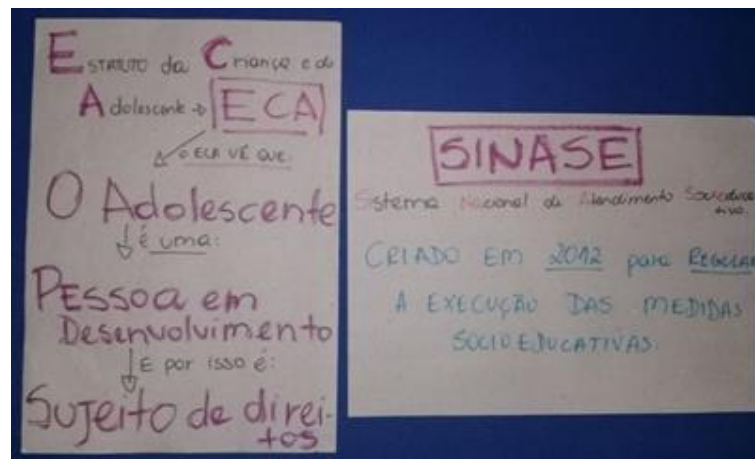 ESTATUTO da Criança e do
Adolescente → ECA
O ECA VÊ QUE:
O Adolescente
é uma:
PESSOA em
Desenvolvimento
E por isso é:
Sujeito de direi-
tos
SINASE
Sistema Nacional de Atendimento Socioeduca
tivo.
CRIADO EM 2012 para REGULAR
A EXECUÇÃO DAS MEDIDAS
SOCIOEDUCATIVAS.